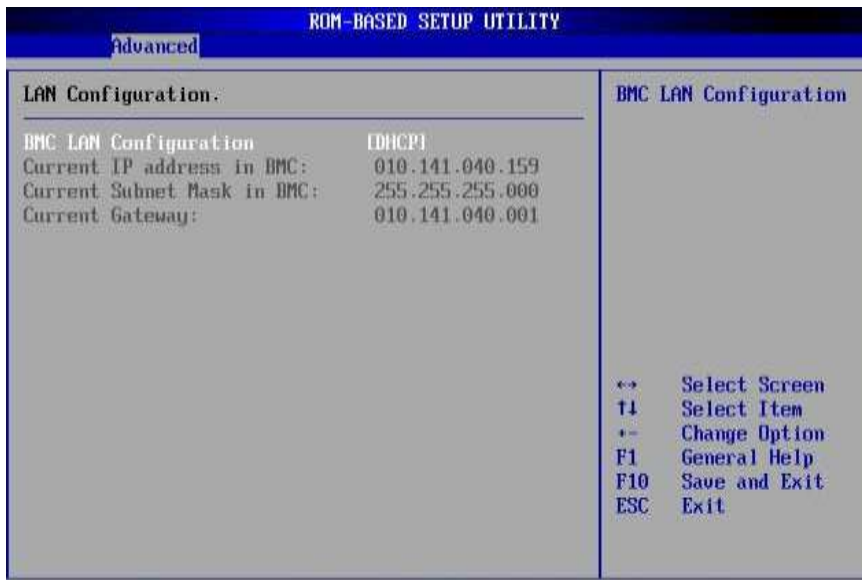 ROM-BASED SETUP UTILITY
Advanced
LAN Configuration.
BMC LAN Configuration [DHCP]
Current IP address in BMC: 010.141.040.159
Current Subnet Mask in BMC: 255.255.255.000
Current Gateway: 010.141.040.001
BMC LAN Configuration
↔ Select Screen
↑↓ Select Item
+- Change Option
F1 General Help
F10 Save and Exit
ESC Exit